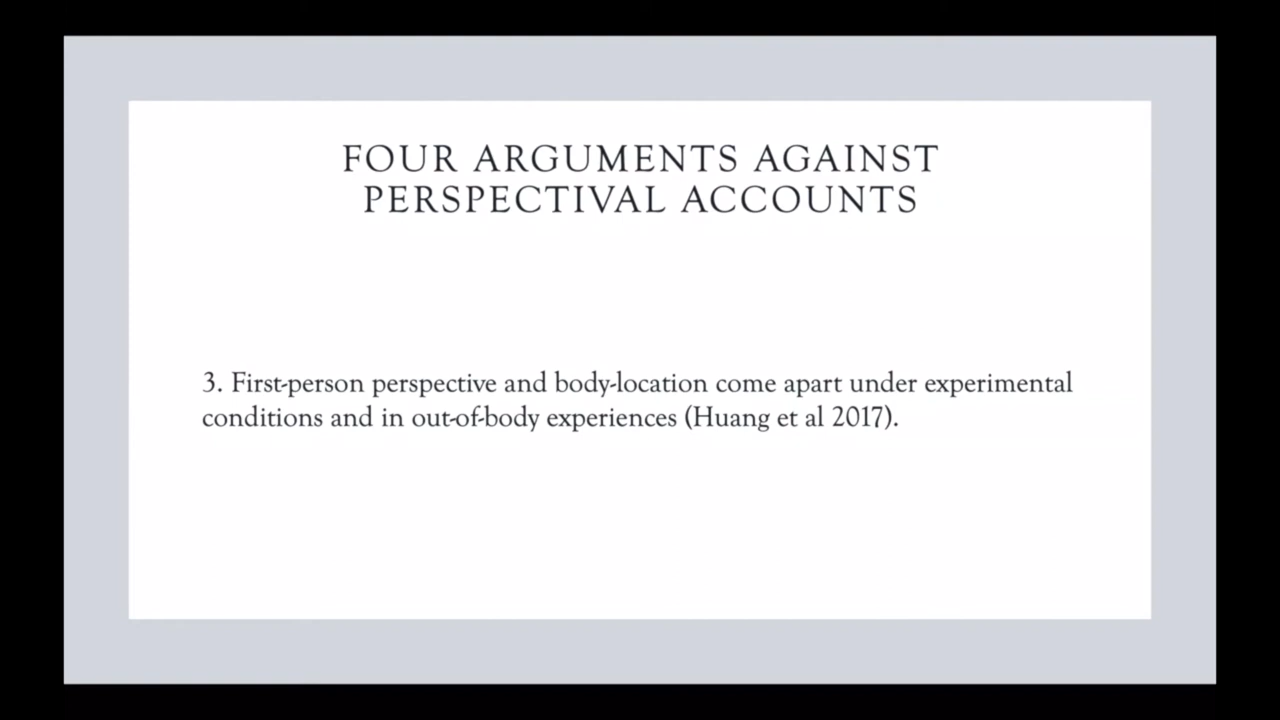 FOUR ARGUMENTS AGAINST
PERSPECTIVAL ACCOUNTS
3. First-person perspective and body-location come apart under experimental
conditions and in out-of-body experiences (Huang et al 2017).